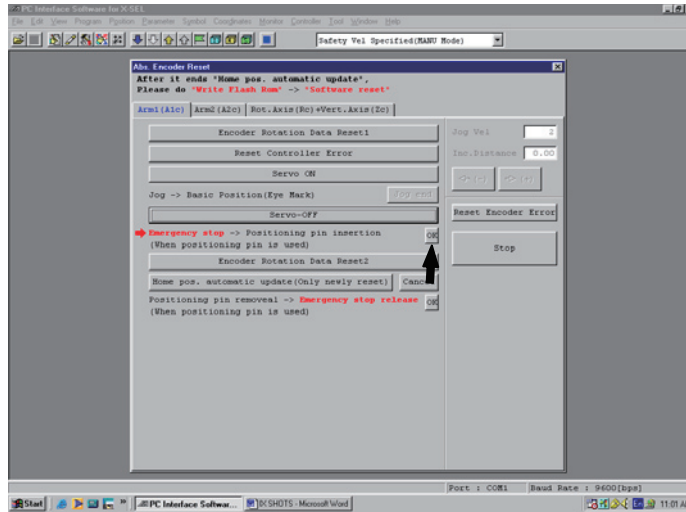 PC Interface Software for X-SEL
File Edit View Program Position Parameter Symbol Coordinates Monitor Controller Tool Window Help
Safety Vel Specified(MANU Mode)
Abs. Encoder Reset
After it ends "Home pos. automatic update",
Please do "Write Flash Rom" -> "Software reset"
Arm1(A1c) Arm2(A2c) Rot.Axis(Rc)+Vert.Axis(Zc)
Encoder Rotation Data Reset1
Jog Vel 2
Reset Controller Error
Inc.Distance 0.00
Servo ON
(-) (+)
Jog -> Basic Position(Eye Mark) Jog end
Servo-OFF
Reset Encoder Error
Emergency stop -> Positioning pin insertion OK
(When positioning pin is used)
Stop
Encoder Rotation Data Reset2
Home pos. automatic update(Only newly reset)
Positioning pin removeal -> Emergency stop release OK
(When positioning pin is used)
Port : COM1 Baud Rate : 9600[bps]
Start PC Interface Softwar... IX SHOTS - Microsoft Word 11:01 A